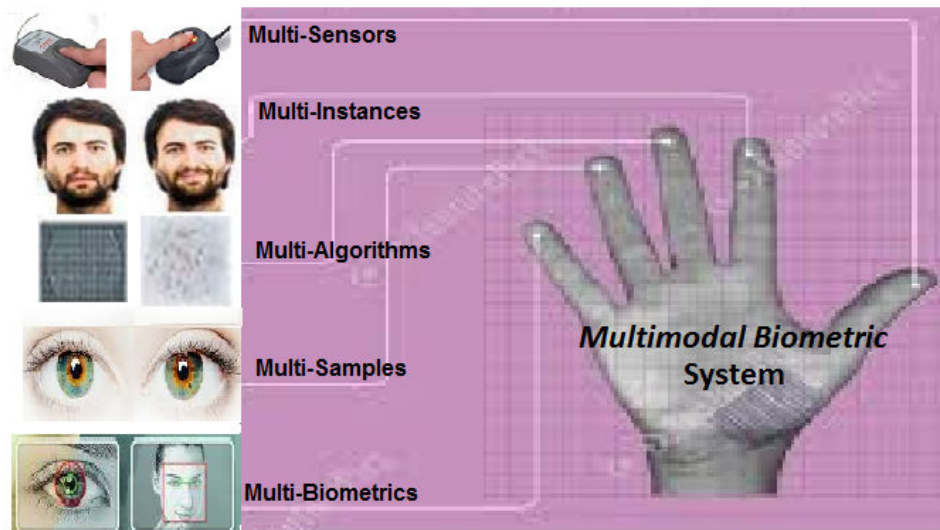 Multi-Sensors
Multi-Instances
Multi-Algorithms
Multi-Samples
Multi-Biometrics
Multimodal Biometric
System